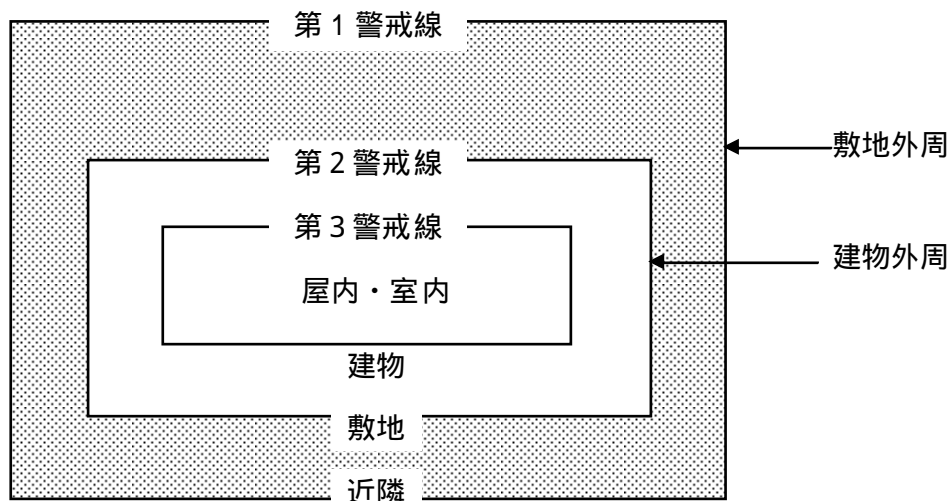 第1警戒線
敷地外周
第2警戒線
第3警戒線
建物外周
屋内・室内
建物
敷地
近隣